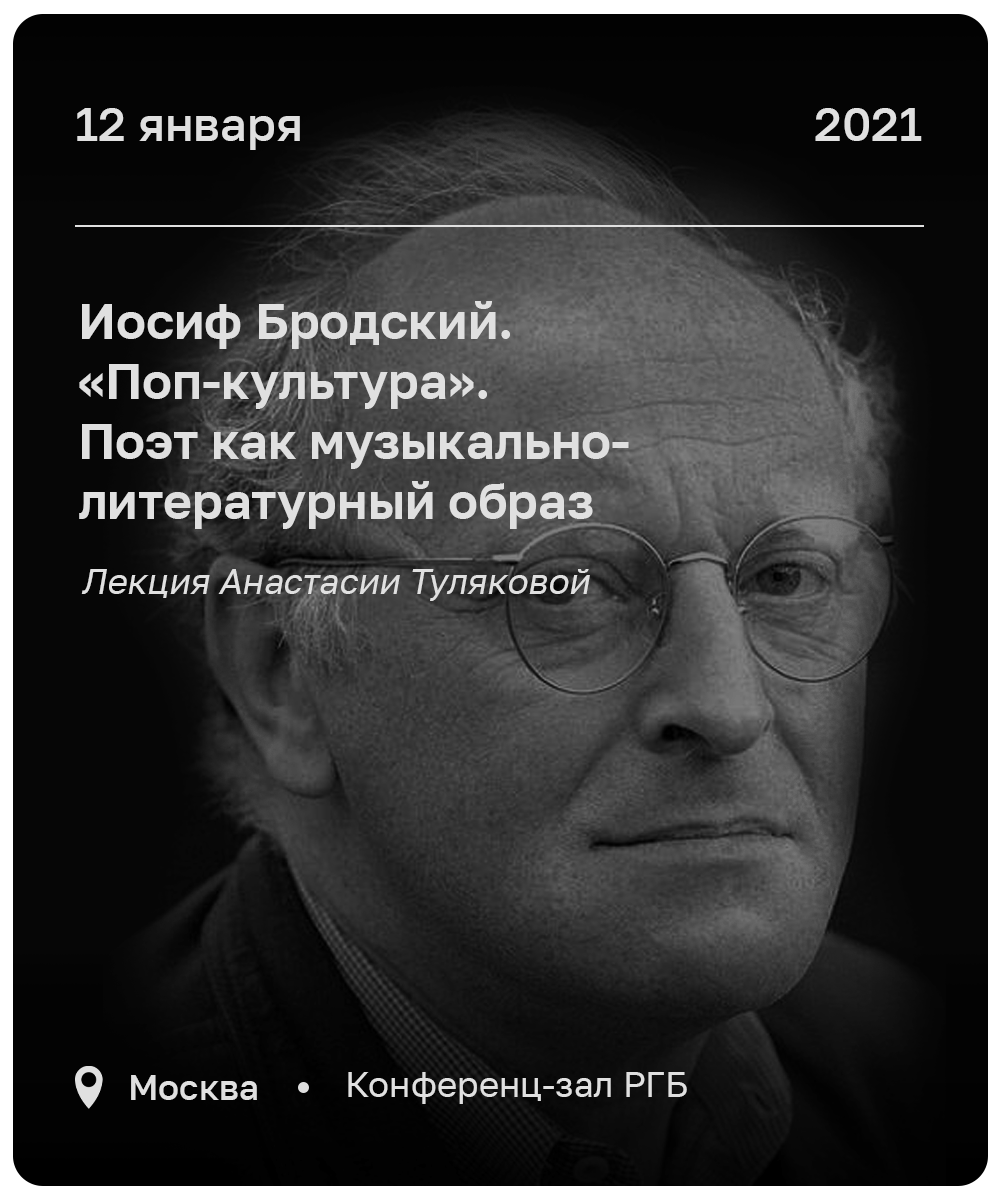 12 января 2021
Иосиф Бродский.
«Поп-культура».
Поэт как музыкально-
литературный образ
Лекция Анастасии Туляковой
Москва • Конференц-зал РГБ